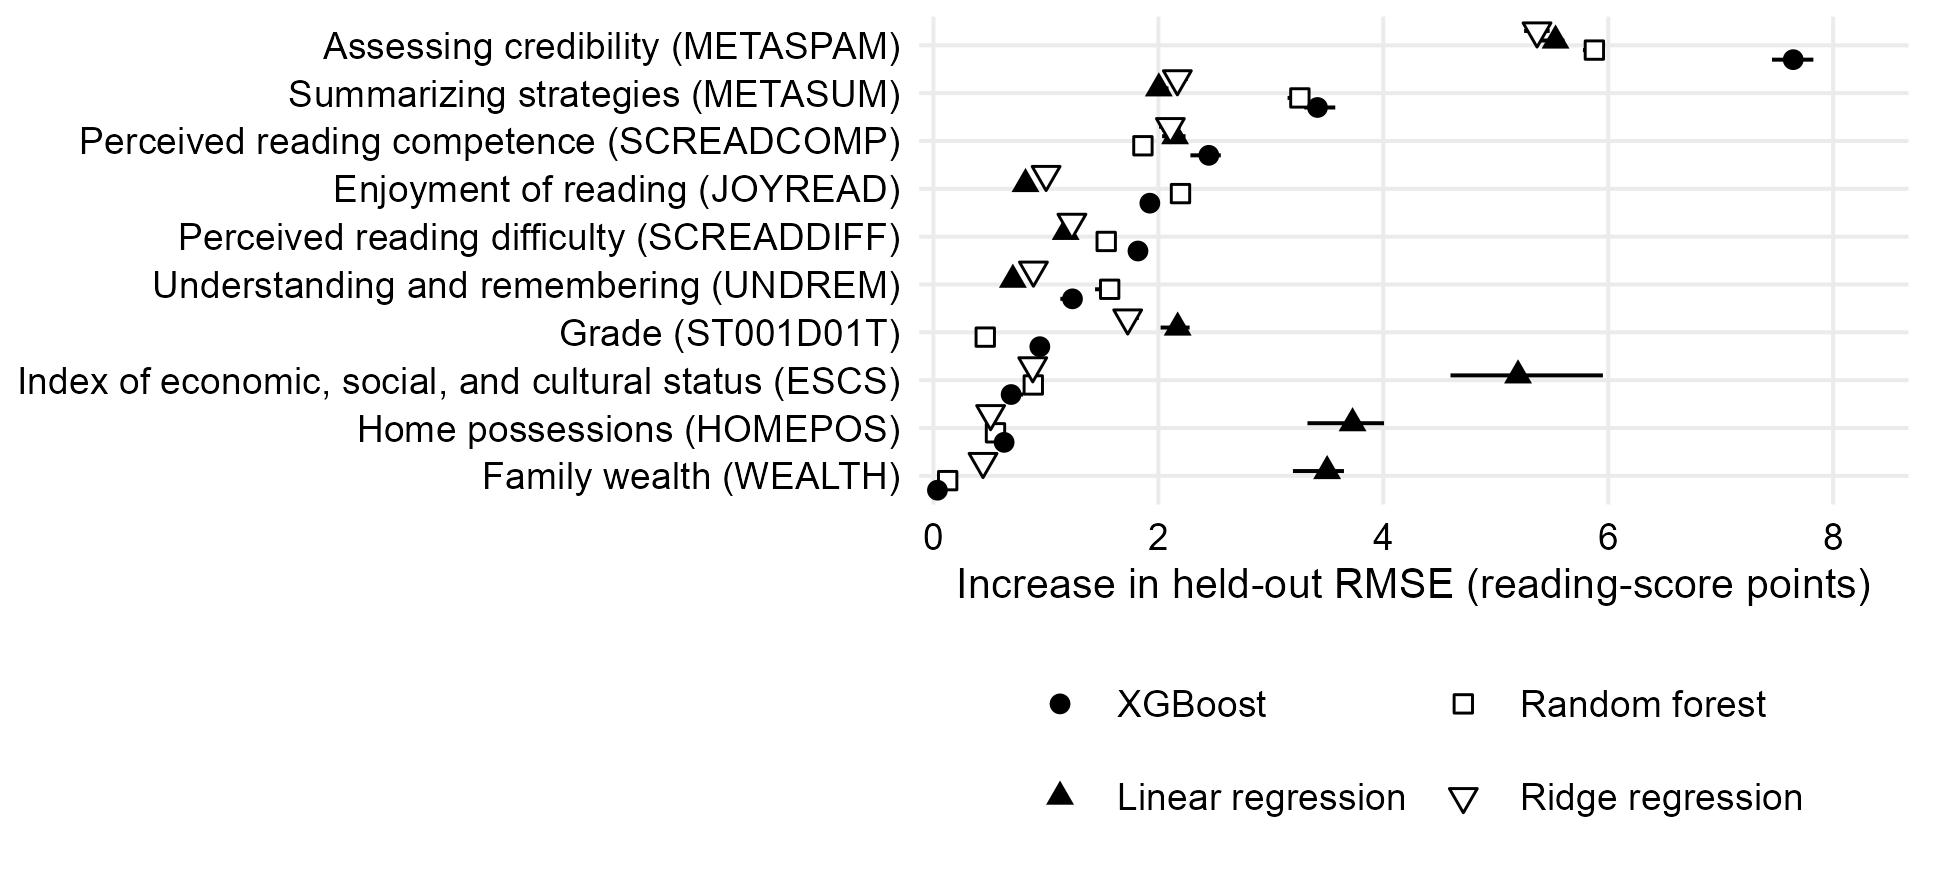 Assessing credibility (METASPAM)
Summarizing strategies (METASUM)
Perceived reading competence (SCREADCOMP)
Enjoyment of reading (JOYREAD)
Perceived reading difficulty (SCREADDIFF)
Understanding and remembering (UNDREM)
Grade (ST001D01T)
Index of economic, social, and cultural status (ESCS)
Home possessions (HOMEPOS)
Family wealth (WEALTH)
0 2 4 6 8
Increase in held-out RMSE (reading-score points)
XGBoost Random forest
Linear regression Ridge regression